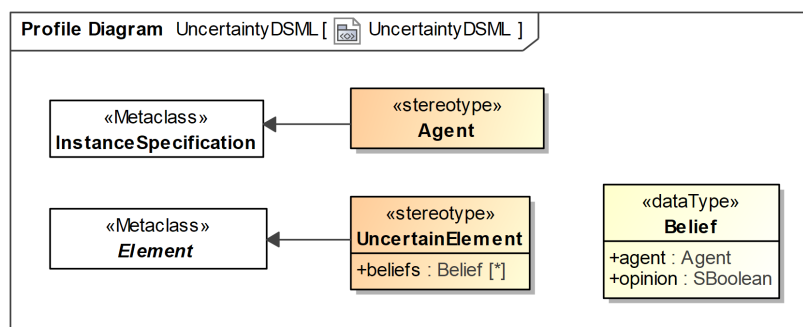 Profile Diagram UncertaintyDSML [ UncertaintyDSML ]
«Metaclass»
InstanceSpecification
«stereotype»
Agent
«Metaclass»
Element
«stereotype»
UncertainElement
+beliefs : Belief [*]
«dataType»
Belief
+agent : Agent
+opinion : SBoolean